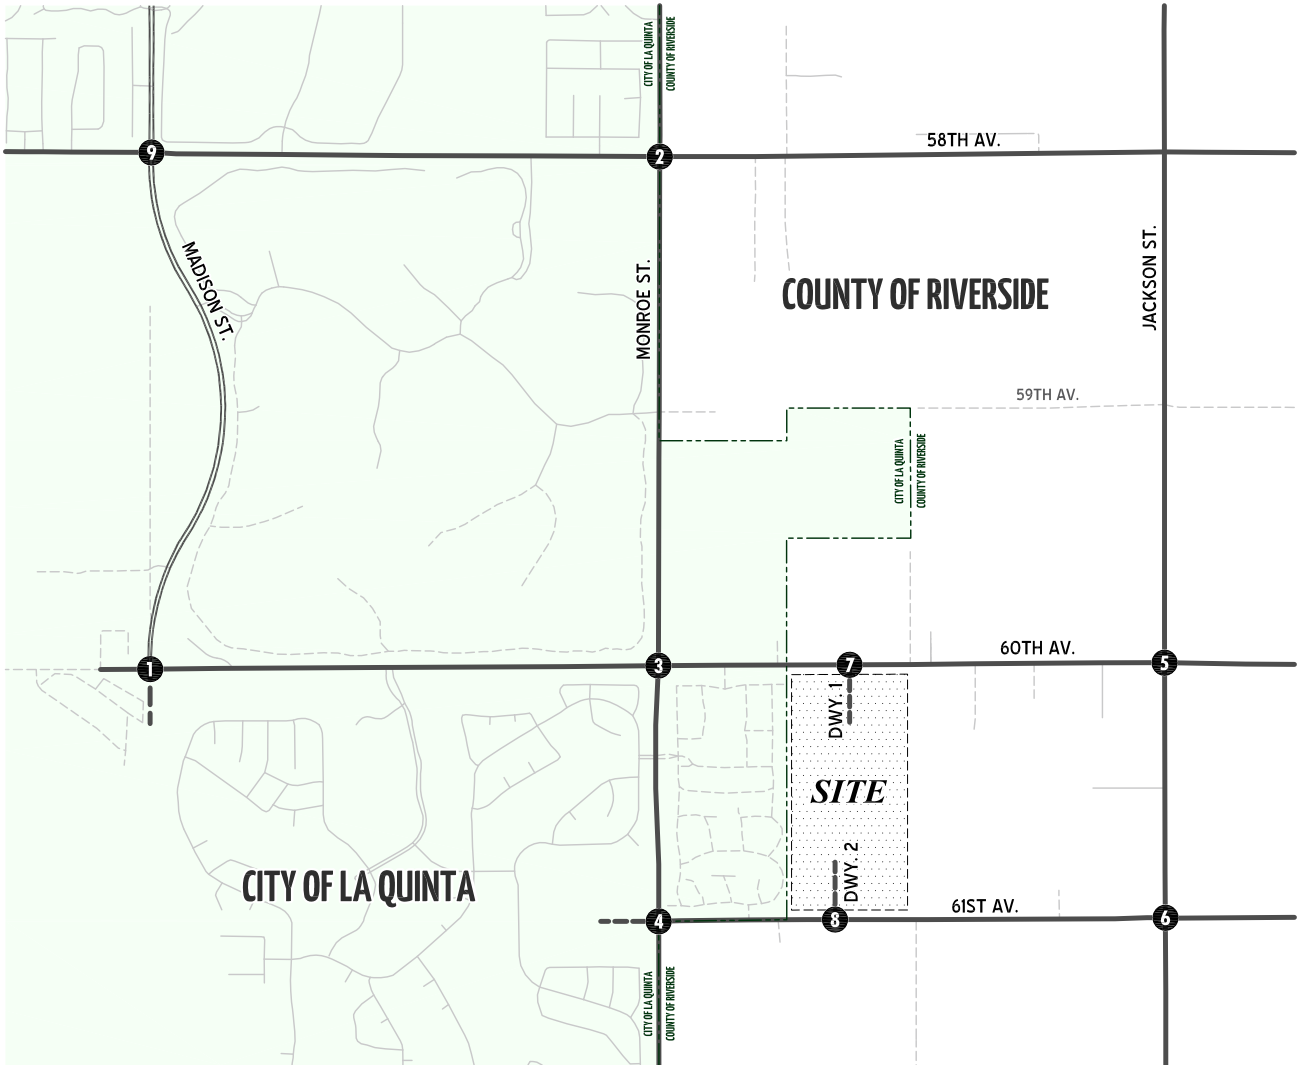 CITY OF LA QUINTA
COUNTY OF RIVERSIDE
9
2
58TH AV.
MADISON ST.
MONROE ST.
JACKSON ST.
COUNTY OF RIVERSIDE
59TH AV.
CITY OF LA QUINTA
COUNTY OF RIVERSIDE
60TH AV.
1
3
7
5
DWY. 1
SITE
DWY. 2
CITY OF LA QUINTA
61ST AV.
4
8
6
CITY OF LA QUINTA
COUNTY OF RIVERSIDE